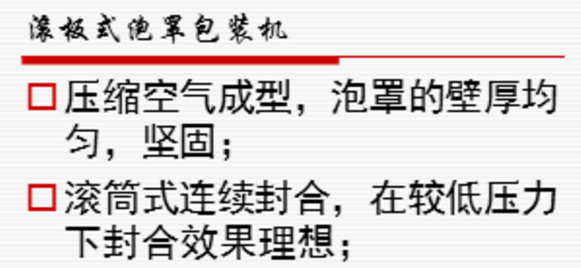 滚板式泡罩包装机
压缩空气成型，泡罩的壁厚均
匀，坚固；
滚筒式连续封合，在较低压力
下封合效果理想；